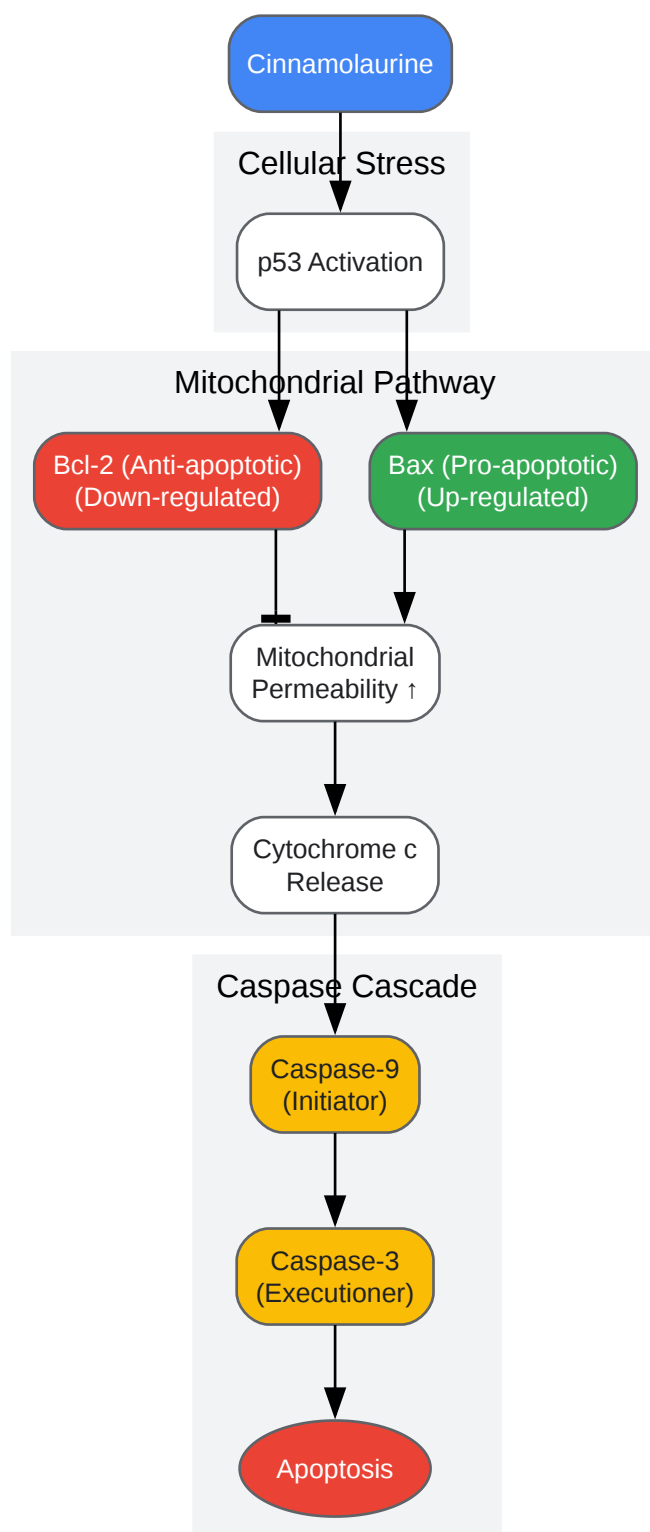 Cinnamolaurine
Cellular Stress
p53 Activation
Mitochondrial Pathway
Bcl-2 (Anti-apoptotic)
(Down-regulated)
Bax (Pro-apoptotic)
(Up-regulated)
Mitochondrial
Permeability ↑
Cytochrome c
Release
Caspase Cascade
Caspase-9
(Initiator)
Caspase-3
(Executioner)
Apoptosis